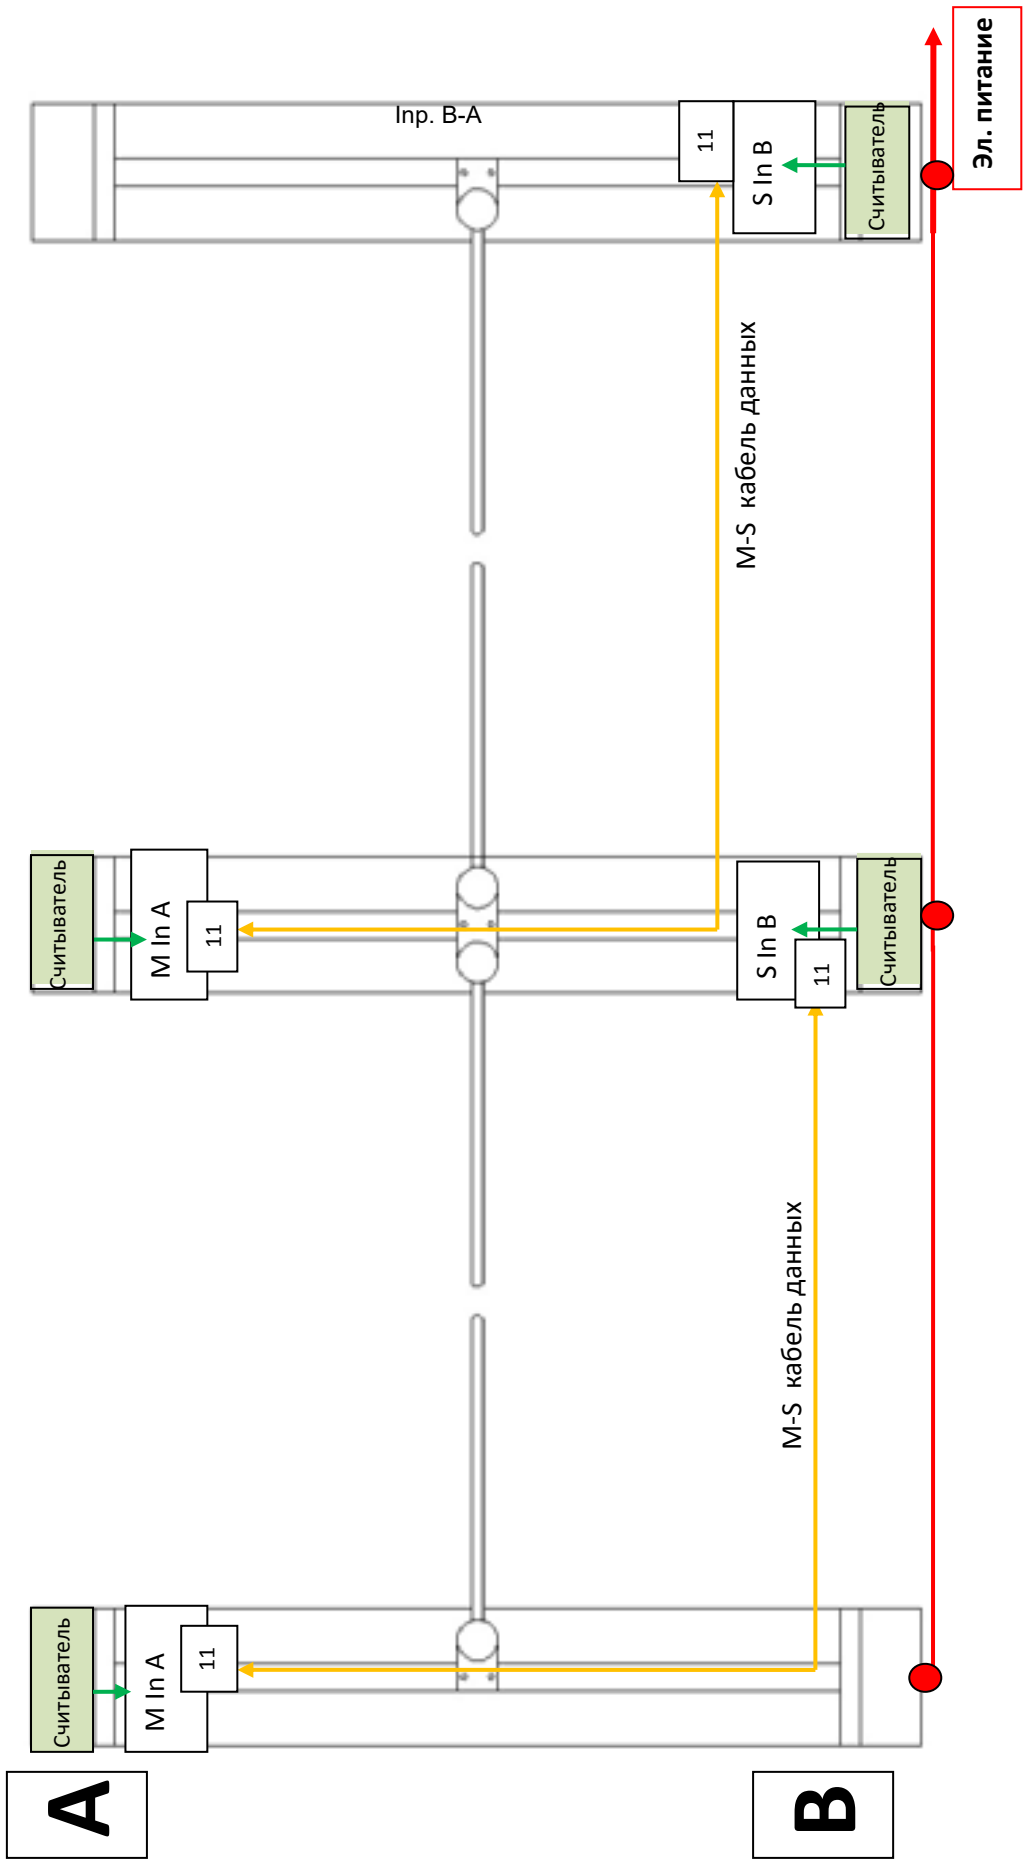 Эл. питание
Inp. B-A
11
S In B
Считыватель
M-S кабель данных
Считыватель
M In A
11
S In B
11
Считыватель
M-S кабель данных
Считыватель
M In A
11
A
B